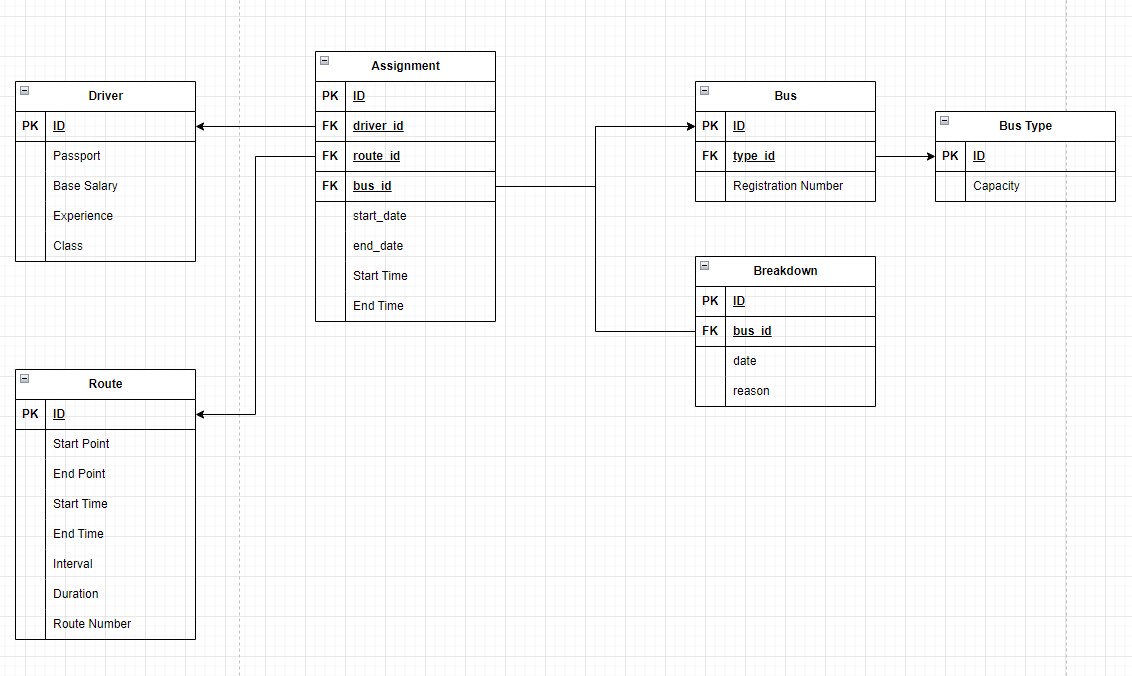 Driver
PK ID
Passport
Base Salary
Experience
Class
Assignment
PK ID
FK driver_id
FK route_id
FK bus_id
start_date
end_date
Start Time
End Time
Bus
PK ID
FK type_id
Registration Number
Bus Type
PK ID
Capacity
Breakdown
PK ID
FK bus_id
date
reason
Route
PK ID
Start Point
End Point
Start Time
End Time
Interval
Duration
Route Number